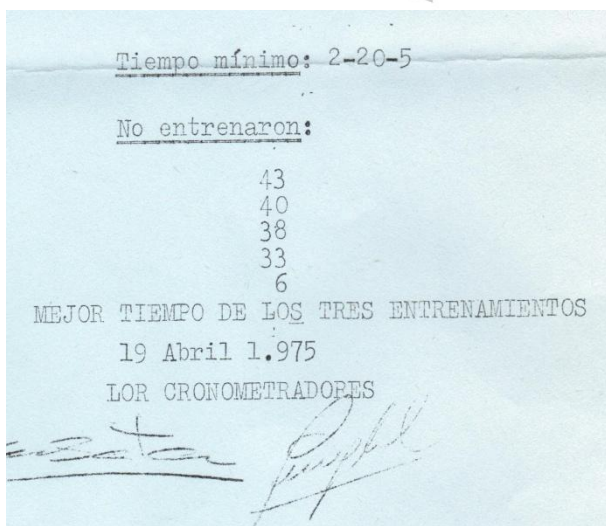 Tiempo mínimo: 2-20-5
No entrenaron:
43
40
38
33
6
MEJOR TIEMPO DE LOS TRES ENTRENAMIENTOS
19 Abril 1.975
LOR CRONOMETRADORES